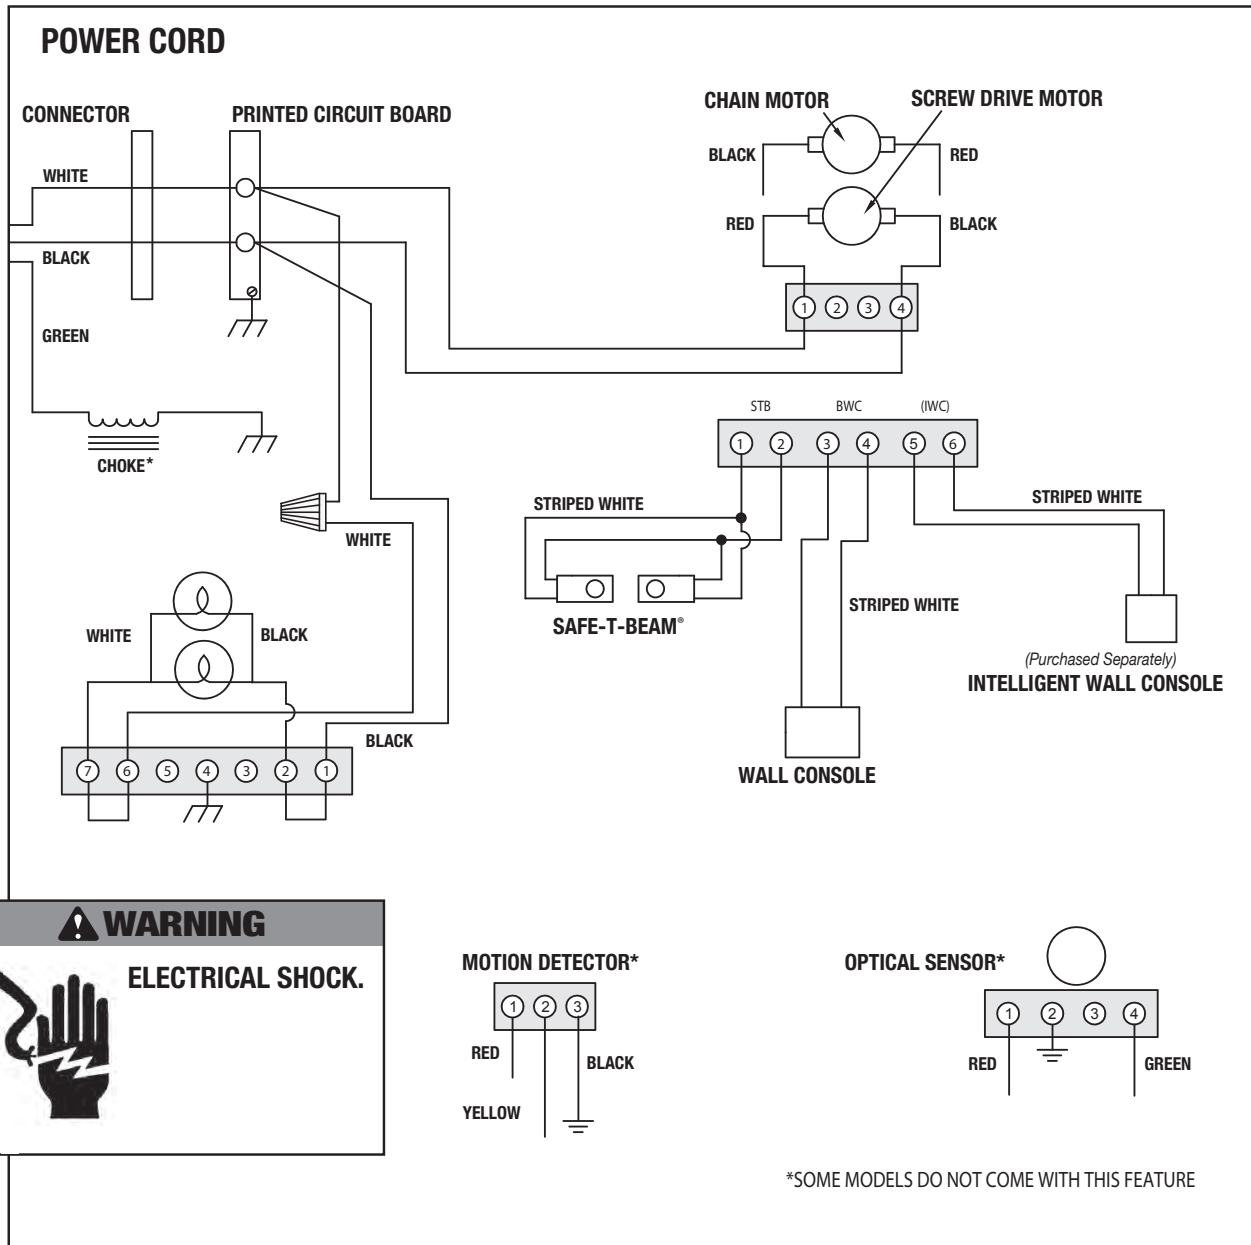 POWER CORD
CONNECTOR
PRINTED CIRCUIT BOARD
WHITE
BLACK
GREEN
CHOKE*
CHAIN MOTOR
SCREW DRIVE MOTOR
BLACK
RED
RED
BLACK
1 2 3 4
STB BWC (IWC)
1 2 3 4 5 6
STRIPED WHITE
SAFE-T-BEAM®
STRIPED WHITE
WALL CONSOLE
STRIPED WHITE
(Purchased Separately)
INTELLIGENT WALL CONSOLE
WHITE
WHITE
BLACK
BLACK
7 6 5 4 3 2 1
WARNING
ELECTRICAL SHOCK.
MOTION DETECTOR*
1 2 3
RED
BLACK
YELLOW
OPTICAL SENSOR*
1 2 3 4
RED
GREEN
*SOME MODELS DO NOT COME WITH THIS FEATURE